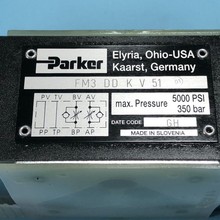 Parker
Elyria, Ohio-USA
Kaarst, Germany
FM3 DD K V 51
PV TV BV AV
PP TP BP AP
max. Pressure 5000 PSI
350 bar
DATE CODE GH
MADE IN SLOVENIA